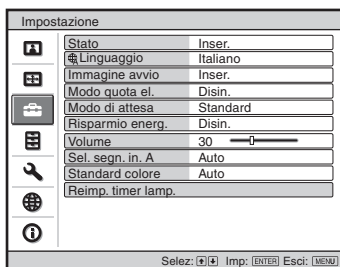 Impostazione
Stato Inser.
Linguaggio Italiano
Immagine avvio Inser.
Modo quota el. Disin.
Modo di attesa Standard
Risparmio energ. Disin.
Volume 30
Sel. segn. in. A Auto
Standard colore Auto
Reimp. timer lamp.
Selez: Imp: ENTER Esci: MENU